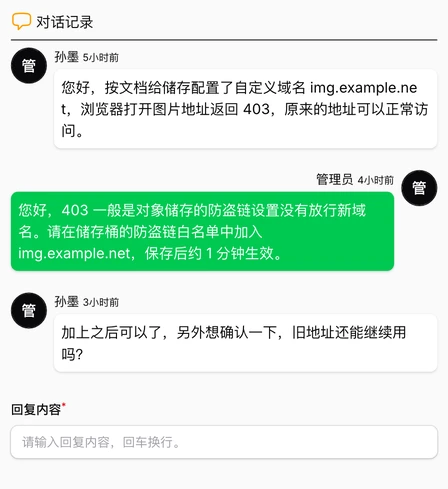 对话记录
管
孙墨 5小时前
您好，按文档给储存配置了自定义域名 img.example.ne
t，浏览器打开图片地址返回 403，原来的地址可以正常访
问。
管理员 4小时前
管
您好，403 一般是对象储存的防盗链设置没有放行新域
名。请在储存桶的防盗链白名单中加入
img.example.net，保存后约 1 分钟生效。
管
孙墨 3小时前
加上之后可以了，另外想确认一下，旧地址还能继续用
吗?
回复内容*
请输入回复内容，回车换行。